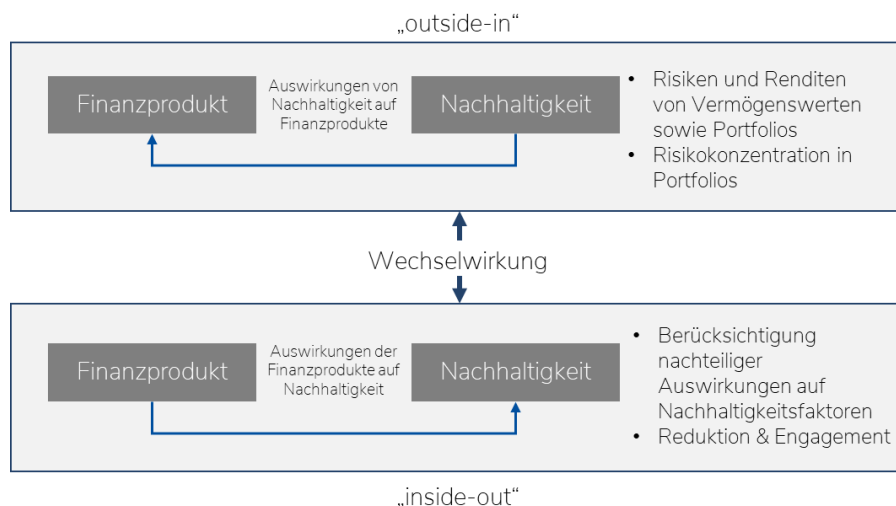 „outside-in“
Finanzprodukt
Auswirkungen von
Nachhaltigkeit auf
Finanzprodukte
Nachhaltigkeit
• Risiken und Renditen
von Vermögenswerten
sowie Portfolios
• Risikokonzentration in
Portfolios
Wechselwirkung
Finanzprodukt
Auswirkungen der
Finanzprodukte auf
Nachhaltigkeit
Nachhaltigkeit
• Berücksichtigung
nachteiliger
Auswirkungen auf
Nachhaltigkeitsfaktoren
• Reduktion & Engagement
„inside-out“